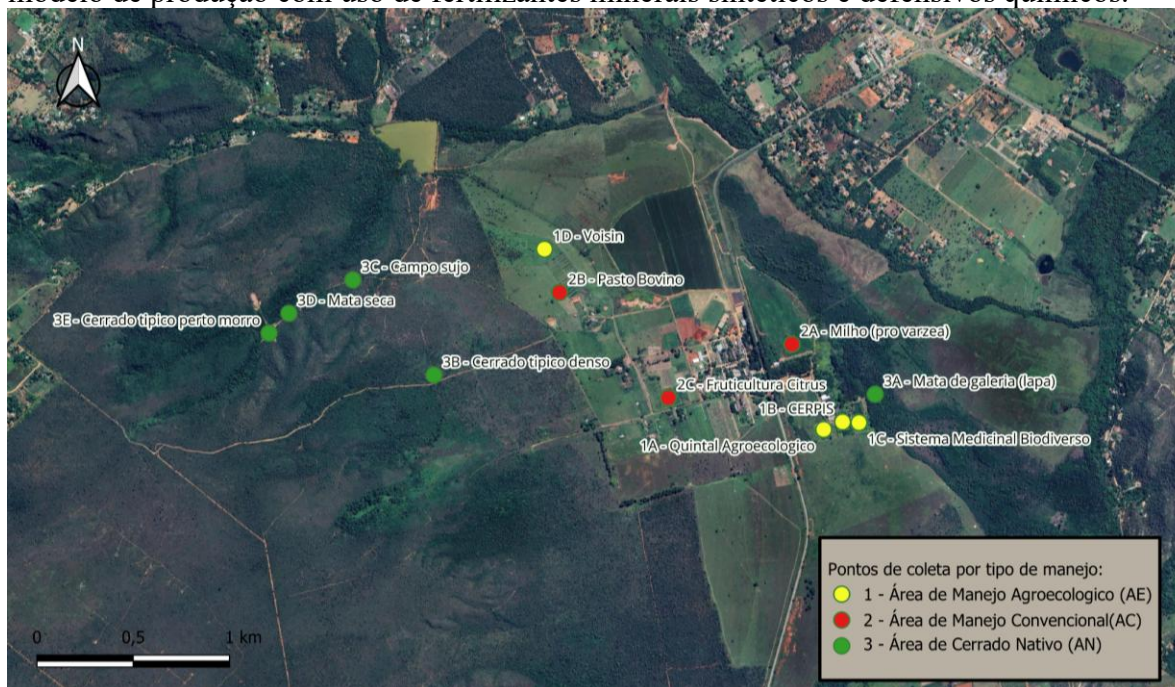 modelo de produção com uso de fertilizantes minerais sintéticos e defensivos químicos.
N
1D - Voisin
3C - Campo sujo
2B - Pasto Bovino
3D - Mata seca
3E - Cerrado tipico perto morro
2A - Milho (pro varzea)
3B - Cerrado tipico denso
3A - Mata de galeria (lapa)
2C - Fruticultura Citrus
1B - CERPIS
1A - Quintal Agroecologico
1C - Sistema Medicinal Biodiverso
Pontos de coleta por tipo de manejo:
1 - Área de Manejo Agroecologico (AE)
2 - Área de Manejo Convencional(AC)
3 - Área de Cerrado Nativo (AN)
0 0,5 1 km